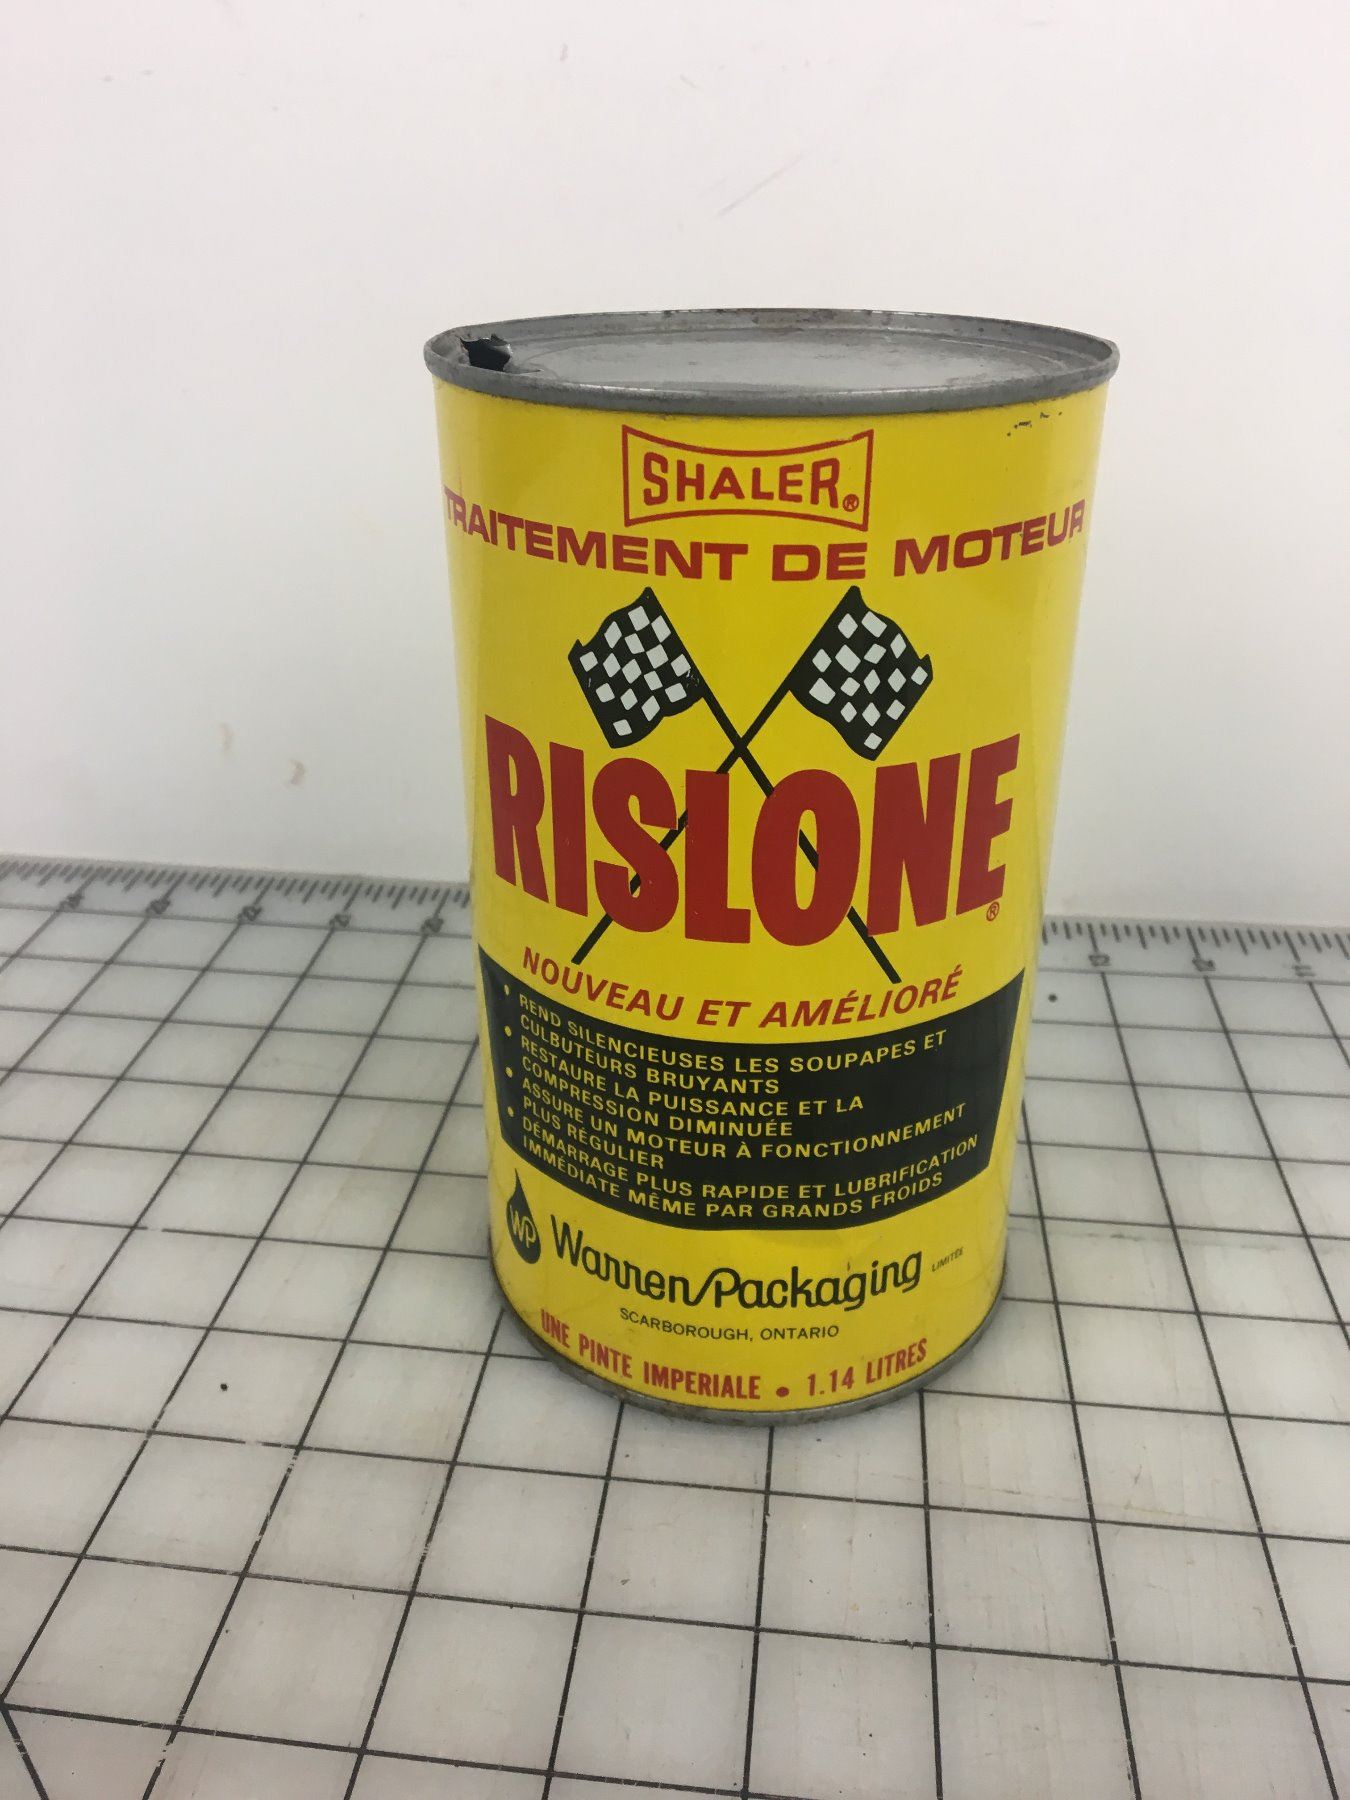 SHALER®
TRAITEMENT DE MOTEUR
RISLONE®
NOUVEAU ET AMÉLIORÉ
• REND SILENCIEUSES LES SOUPAPES ET
CULBUTEURS BRUYANTS
• RESTAURE LA PUISSANCE ET LA
COMPRESSION DIMINUÉE
• ASSURE UN MOTEUR À FONCTIONNEMENT
PLUS RÉGULIER
• DÉMARRAGE PLUS RAPIDE ET LUBRIFICATION
IMMÉDIATE MÊME PAR GRANDS FROIDS
WP Warren Packaging LIMITÉE
SCARBOROUGH, ONTARIO
UNE PINTE IMPERIALE • 1.14 LITRES